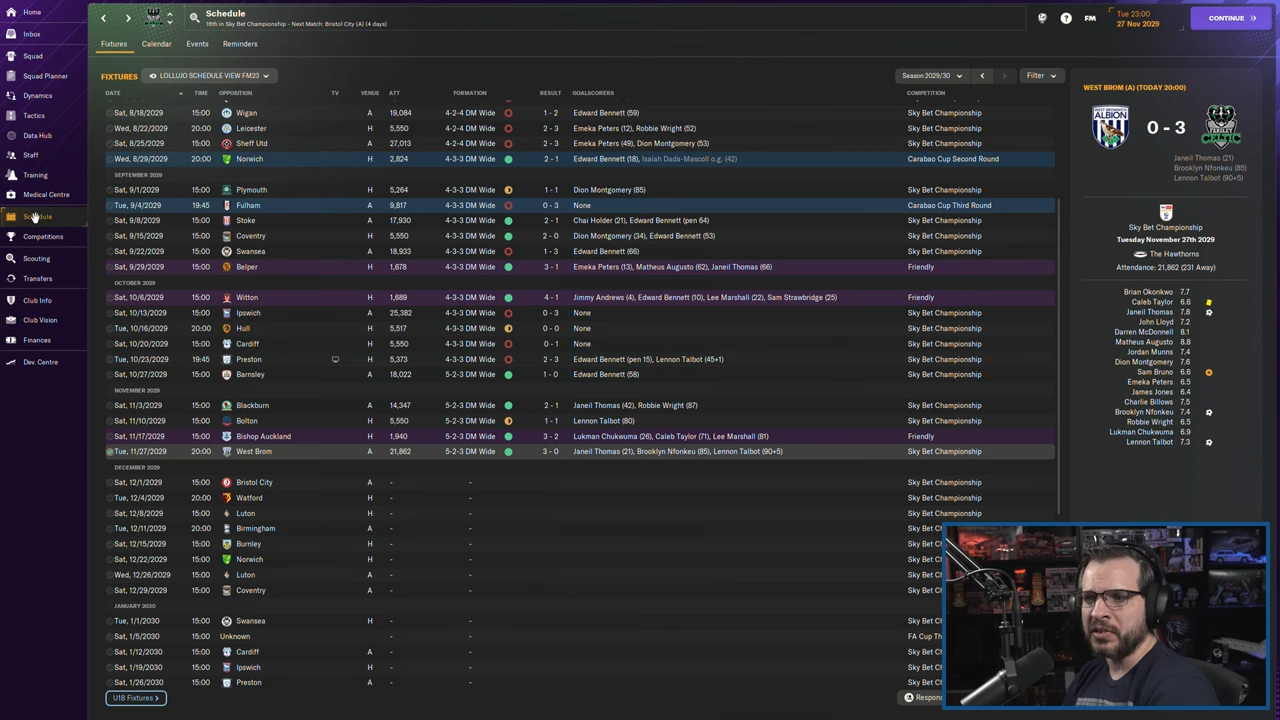 Home
Inbox
Squad
Squad Planner
Dynamics
Tactics
Data Hub
Staff
Training
Medical Centre
Schedule
Competitions
Scouting
Transfers
Club Info
Club Vision
Finances
Dev. Centre
Schedule
16th in Sky Bet Championship - Next Match: Bristol City (A) (4 days)
FM
Tue 23:00
27 Nov 2029
CONTINUE
Fixtures Calendar Events Reminders
FIXTURES LOLLUJO SCHEDULE VIEW FM23 Season 2029/30 Filter
DATE TIME OPPOSITION TV VENUE ATT FORMATION RESULT GOALSCORERS COMPETITION
Sat, 8/18/2029 15:00 Wigan A 19,084 4-2-4 DM Wide 1 - 2 Edward Bennett (59) Sky Bet Championship
Wed, 8/22/2029 20:00 Leicester H 5,550 4-2-4 DM Wide 2 - 3 Emeka Peters (12), Robbie Wright (52) Sky Bet Championship
Sat, 8/25/2029 15:00 Sheff Utd A 27,013 4-2-4 DM Wide 2 - 3 Emeka Peters (49), Dion Montgomery (53) Sky Bet Championship
Wed, 8/29/2029 20:00 Norwich H 2,824 4-3-3 DM Wide 2 - 1 Edward Bennett (18), Isaiah Dada-Mascoll o.g. (42) Carabao Cup Second Round
SEPTEMBER 2029
Sat, 9/1/2029 15:00 Plymouth H 5,264 4-3-3 DM Wide 1 - 1 Dion Montgomery (85) Sky Bet Championship
Tue, 9/4/2029 19:45 Fulham A 9,817 4-3-3 DM Wide 0 - 3 None Carabao Cup Third Round
Sat, 9/8/2029 15:00 Stoke A 17,930 4-3-3 DM Wide 2 - 1 Chai Holder (21), Edward Bennett (pen 64) Sky Bet Championship
Sat, 9/15/2029 15:00 Coventry H 5,550 4-3-3 DM Wide 2 - 0 Dion Montgomery (34), Edward Bennett (53) Sky Bet Championship
Sat, 9/22/2029 15:00 Swansea A 18,933 4-3-3 DM Wide 1 - 3 Edward Bennett (66) Sky Bet Championship
Sat, 9/29/2029 15:00 Belper H 1,678 4-3-3 DM Wide 3 - 1 Emeka Peters (13), Matheus Augusto (62), Janeil Thomas (66) Friendly
OCTOBER 2029
Sat, 10/6/2029 15:00 Witton H 1,689 4-3-3 DM Wide 4 - 1 Jimmy Andrews (4), Edward Bennett (10), Lee Marshall (22), Sam Strawbridge (25) Friendly
Sat, 10/13/2029 15:00 Ipswich A 25,382 4-3-3 DM Wide 0 - 3 None Sky Bet Championship
Tue, 10/16/2029 20:00 Hull H 5,517 4-3-3 DM Wide 0 - 0 None Sky Bet Championship
Sat, 10/20/2029 15:00 Cardiff H 5,550 4-3-3 DM Wide 0 - 1 None Sky Bet Championship
Tue, 10/23/2029 19:45 Preston H 5,373 4-3-3 DM Wide 2 - 3 Edward Bennett (pen 15), Lennon Talbot (45+1) Sky Bet Championship
Sat, 10/27/2029 15:00 Barnsley A 18,022 4-3-3 DM Wide 1 - 0 Edward Bennett (58) Sky Bet Championship
NOVEMBER 2029
Sat, 11/3/2029 15:00 Blackburn A 14,347 5-2-3 DM Wide 2 - 1 Janeil Thomas (42), Robbie Wright (87) Sky Bet Championship
Sat, 11/10/2029 15:00 Bolton H 5,550 5-2-3 DM Wide 1 - 1 Lennon Talbot (80) Sky Bet Championship
Sat, 11/17/2029 15:00 Bishop Auckland H 1,940 5-2-3 DM Wide 3 - 2 Lukman Chukwuma (26), Caleb Taylor (71), Lee Marshall (81) Friendly
Tue, 11/27/2029 20:00 West Brom A 21,862 5-2-3 DM Wide 3 - 0 Janeil Thomas (21), Brooklyn Nfonkeu (85), Lennon Talbot (90+5) Sky Bet Championship
DECEMBER 2029
Sat, 12/1/2029 15:00 Bristol City A - - Sky Bet Championship
Tue, 12/4/2029 20:00 Watford H - - Sky Bet Championship
Sat, 12/8/2029 15:00 Luton H - - Sky Bet Championship
Tue, 12/11/2029 20:00 Birmingham A - - Sky Bet Ch
Sat, 12/15/2029 15:00 Burnley A - - Sky Bet Ch
Sat, 12/22/2029 15:00 Norwich H - - Sky Bet Ch
Wed, 12/26/2029 15:00 Luton A - - Sky Bet Ch
Sat, 12/29/2029 15:00 Coventry A - - Sky Bet Ch
JANUARY 2030
Tue, 1/1/2030 15:00 Swansea H - - Sky Bet Ch
Sat, 1/5/2030 15:00 Unknown - - FA Cup Th
Sat, 1/12/2030 15:00 Cardiff A - - Sky Bet Ch
Sat, 1/19/2030 15:00 Ipswich H - - Sky Bet Ch
Sat, 1/26/2030 15:00 Preston A - - Sky Bet Ch
U18 Fixtures >
Respon
WEST BROM (A) (TODAY 20:00)
0 - 3
Janeil Thomas (21)
Brooklyn Nfonkeu (85)
Lennon Talbot (90+5)
Sky Bet Championship
Tuesday November 27th 2029
The Hawthorns
Attendance: 21,862 (231 Away)
Brian Okonkwo 7.7
Caleb Taylor 6.6
Janeil Thomas 7.8
John Lloyd 7.2
Darren McDonnell 8.1
Matheus Augusto 8.8
Jordan Munns 7.4
Dion Montgomery 7.6
Sam Bruno 6.6
Emeka Peters 6.5
James Jones 6.4
Charlie Billows 7.5
Brooklyn Nfonkeu 7.4
Robbie Wright 6.5
Lukman Chukwuma 6.9
Lennon Talbot 7.3